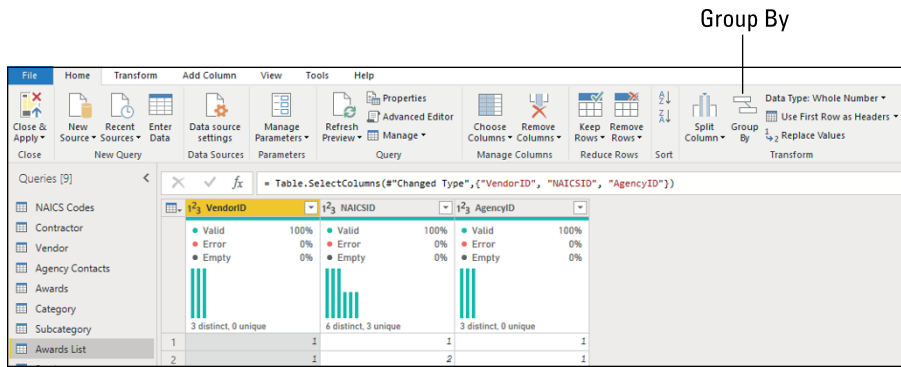 Group By
File Home Transform Add Column View Tools Help
Close & Apply New Source Recent Sources Enter Data Data source settings Manage Parameters Refresh Preview Properties Advanced Editor Manage Choose Columns Remove Columns Keep Rows Remove Rows Split Column Group By Data Type: Whole Number Use First Row as Headers Replace Values
Close New Query Data Sources Parameters Query Manage Columns Reduce Rows Sort Transform
Queries [9] fx = Table.SelectColumns(#"Changed Type",{"VendorID", "NAICSID", "AgencyID"})
NAICS Codes
Contractor
Vendor
Agency Contacts
Awards
Category
Subcategory
Awards List
1²3 VendorID 1²3 NAICSID 1²3 AgencyID
Valid 100% Valid 100% Valid 100%
Error 0% Error 0% Error 0%
Empty 0% Empty 0% Empty 0%
3 distinct, 0 unique 6 distinct, 3 unique 3 distinct, 0 unique
1 1 1 1
2 1 2 1